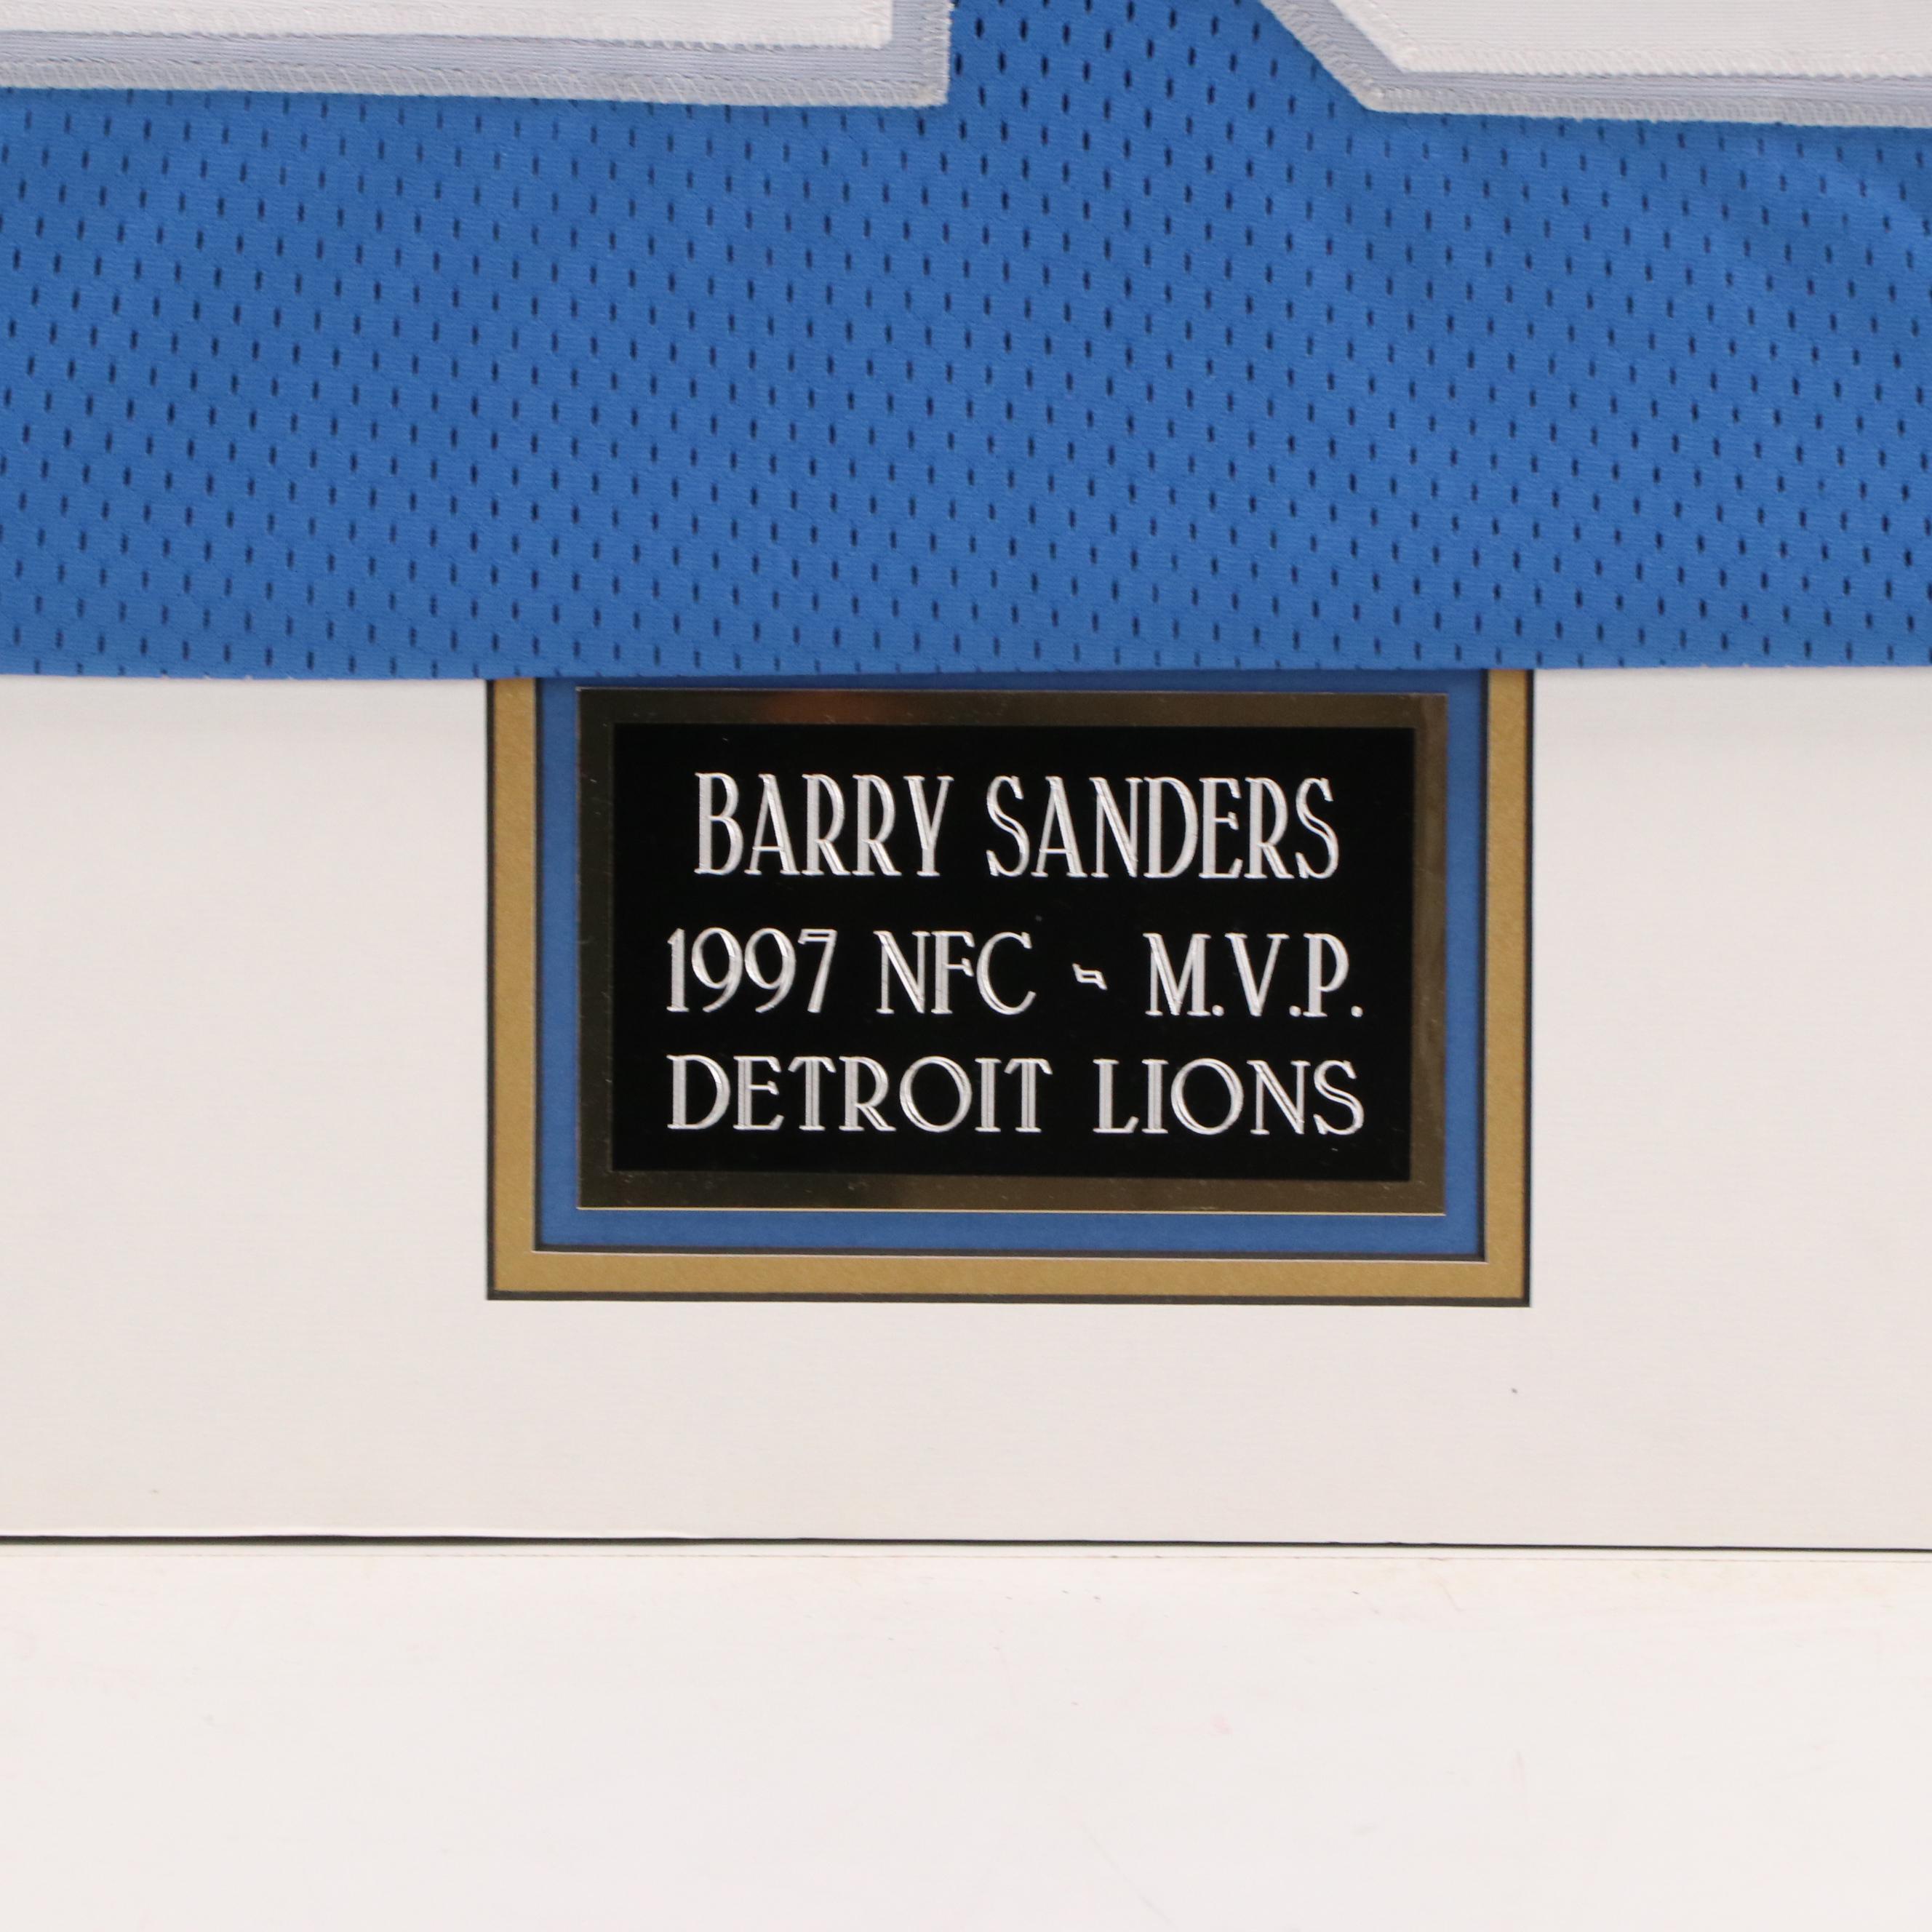 BARRY SANDERS
1997 NFC - M.V.P.
DETROIT LIONS